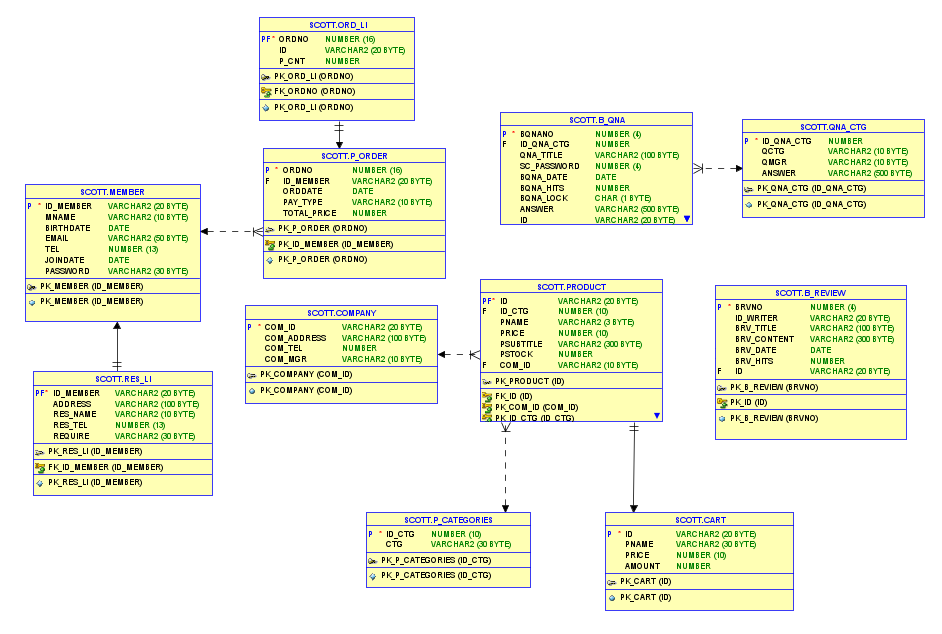 SCOTT.ORD_LI
PF* ORDNO NUMBER (16)
ID VARCHAR2 (20 BYTE)
P_CNT NUMBER
PK_ORD_LI (ORDNO)
FK_ORDNO (ORDNO)
PK_ORD_LI (ORDNO)
SCOTT.P_ORDER
P * ORDNO NUMBER (16)
F ID_MEMBER VARCHAR2 (20 BYTE)
ORDDATE DATE
PAY_TYPE VARCHAR2 (10 BYTE)
TOTAL_PRICE NUMBER
PK_P_ORDER (ORDNO)
PK_ID_MEMBER (ID_MEMBER)
PK_P_ORDER (ORDNO)
SCOTT.B_QNA
P * BQNANO NUMBER (4)
F ID_QNA_CTG NUMBER
QNA_TITLE VARCHAR2 (100 BYTE)
SC_PASSWORD NUMBER (4)
BQNA_DATE DATE
BQNA_HITS NUMBER
BQNA_LOCK CHAR (1 BYTE)
ANSWER VARCHAR2 (500 BYTE)
ID VARCHAR2 (20 BYTE)
SCOTT.QNA_CTG
P * ID_QNA_CTG NUMBER
QCTG VARCHAR2 (10 BYTE)
QMGR VARCHAR2 (10 BYTE)
ANSWER VARCHAR2 (500 BYTE)
PK_QNA_CTG (ID_QNA_CTG)
PK_QNA_CTG (ID_QNA_CTG)
SCOTT.MEMBER
P * ID_MEMBER VARCHAR2 (20 BYTE)
MNAME VARCHAR2 (10 BYTE)
BIRTHDATE DATE
EMAIL VARCHAR2 (50 BYTE)
TEL NUMBER (13)
JOINDATE DATE
PASSWORD VARCHAR2 (30 BYTE)
PK_MEMBER (ID_MEMBER)
PK_MEMBER (ID_MEMBER)
SCOTT.COMPANY
P * COM_ID VARCHAR2 (20 BYTE)
COM_ADDRESS VARCHAR2 (100 BYTE)
COM_TEL NUMBER
COM_MGR VARCHAR2 (10 BYTE)
PK_COMPANY (COM_ID)
PK_COMPANY (COM_ID)
SCOTT.PRODUCT
PF* ID VARCHAR2 (20 BYTE)
F ID_CTG NUMBER (10)
PNAME VARCHAR2 (3 BYTE)
PRICE NUMBER (10)
PSUBTITLE VARCHAR2 (300 BYTE)
PSTOCK NUMBER
F COM_ID VARCHAR2 (10 BYTE)
PK_PRODUCT (ID)
FK_ID (ID)
PK_COM_ID (COM_ID)
PK_ID_CTG (ID_CTG)
SCOTT.B_REVIEW
P * BRVNO NUMBER (4)
ID_WRITER VARCHAR2 (20 BYTE)
BRV_TITLE VARCHAR2 (100 BYTE)
BRV_CONTENT VARCHAR2 (300 BYTE)
BRV_DATE DATE
BRV_HITS NUMBER
F ID VARCHAR2 (20 BYTE)
PK_B_REVIEW (BRVNO)
PK_ID (ID)
PK_B_REVIEW (BRVNO)
SCOTT.RES_LI
PF* ID_MEMBER VARCHAR2 (20 BYTE)
ADDRESS VARCHAR2 (100 BYTE)
RES_NAME VARCHAR2 (10 BYTE)
RES_TEL NUMBER (13)
REQUIRE VARCHAR2 (30 BYTE)
PK_RES_LI (ID_MEMBER)
FK_ID_MEMBER (ID_MEMBER)
PK_RES_LI (ID_MEMBER)
SCOTT.P_CATEGORIES
P * ID_CTG NUMBER (10)
CTG VARCHAR2 (30 BYTE)
PK_P_CATEGORIES (ID_CTG)
PK_P_CATEGORIES (ID_CTG)
SCOTT.CART
P * ID VARCHAR2 (20 BYTE)
PNAME VARCHAR2 (30 BYTE)
PRICE NUMBER (10)
AMOUNT NUMBER
PK_CART (ID)
PK_CART (ID)